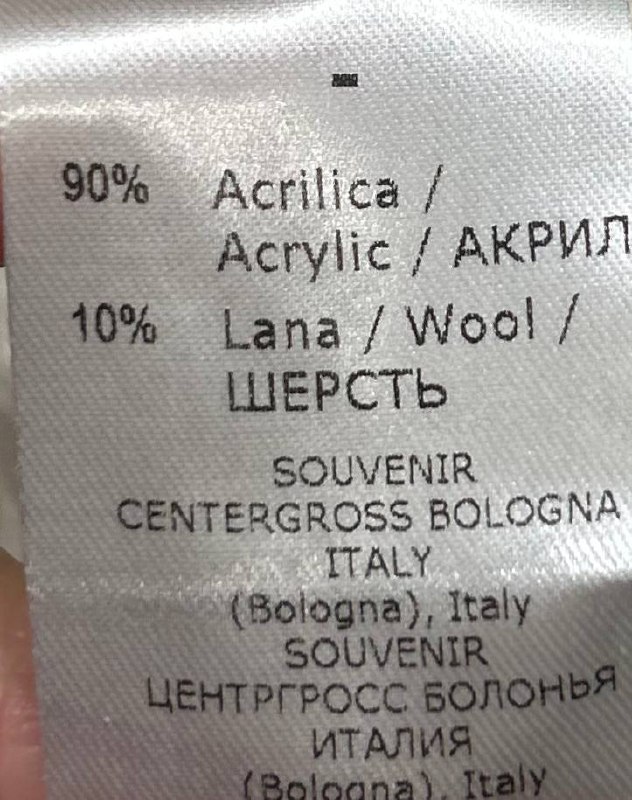 90% Acrilica /
Acrylic / АКРИЛ
10% Lana / Wool /
ШЕРСТЬ
SOUVENIR
CENTERGROSS BOLOGNA
ITALY
(Bologna), Italy
SOUVENIR
ЦЕНТРГРОСС БОЛОНЬЯ
ИТАЛИЯ
(Bologna), Italy